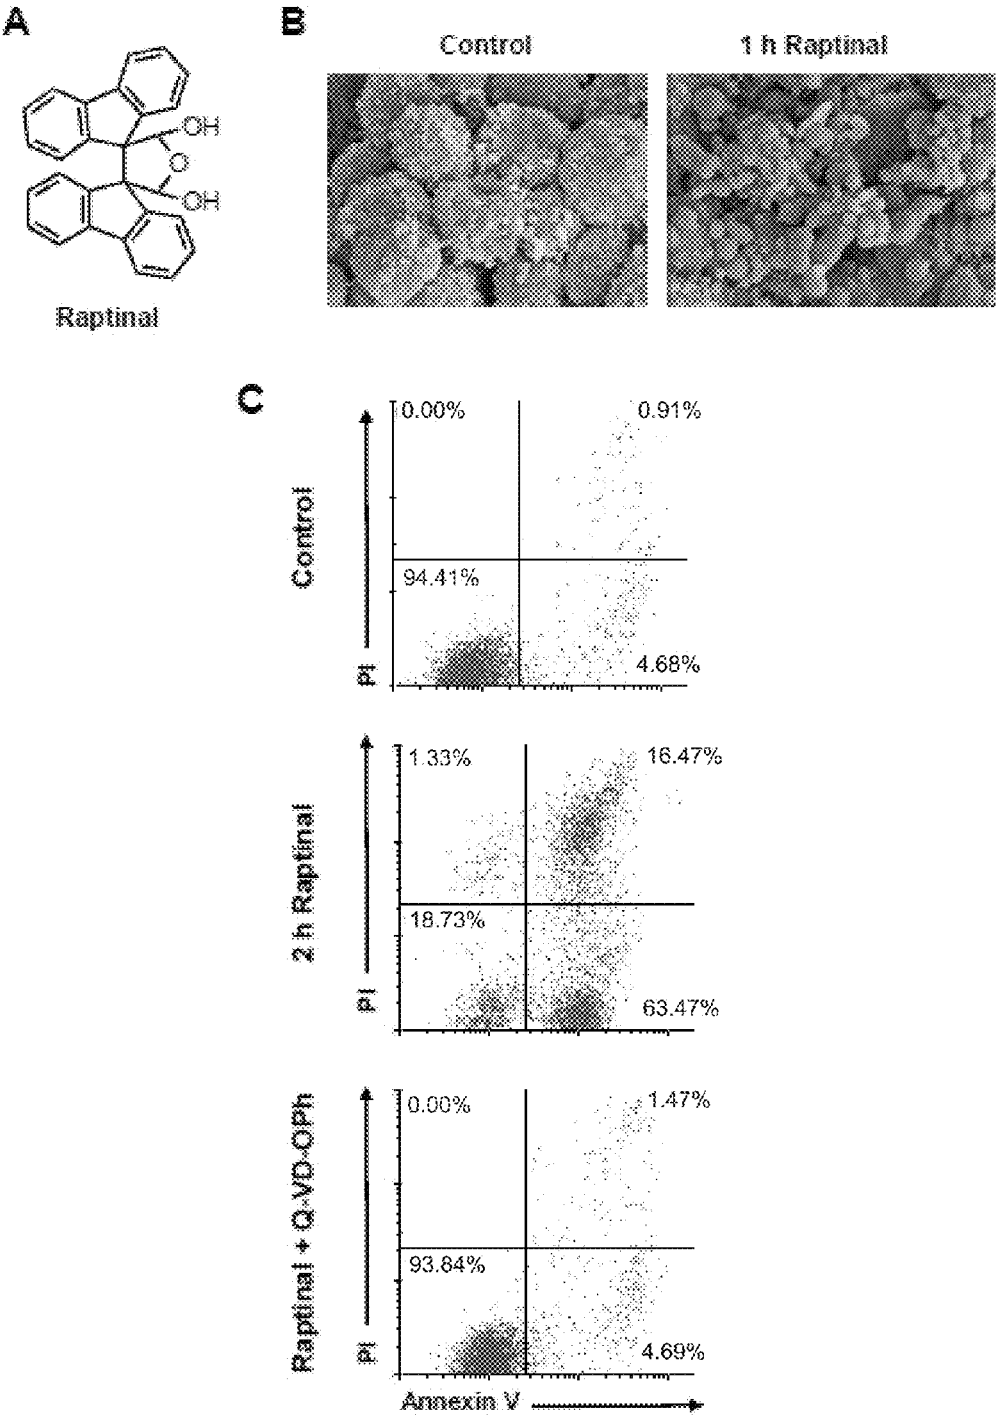 A
OH
O
OH
Raptinal
B
Control
1 h Raptinal
C
Control
PI
0.00%
0.91%
94.41%
4.68%
2 h Raptinal
PI
1.33%
16.47%
18.73%
63.47%
Raptinal + Q-VD-OPh
PI
0.00%
1.47%
93.84%
4.69%
Annexin V